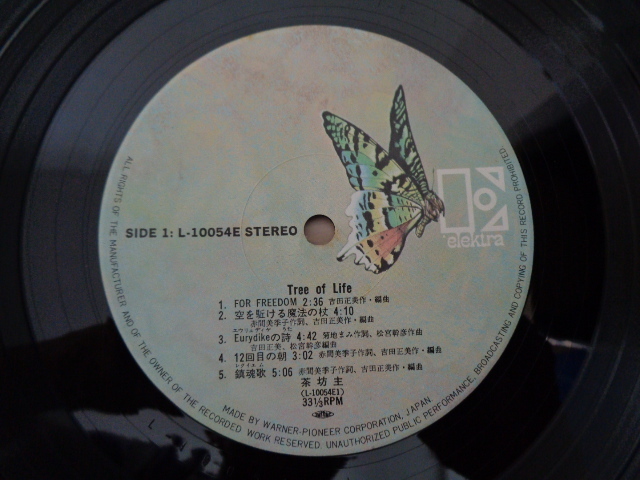 SIDE 1: L-10054E STEREO
elektra
Tree of Life
1. FOR FREEDOM 2:36 吉田正美作・編曲
2. 空を駈ける魔法の杖 4:10
赤間美季子作詞、吉田正美作・編曲
3. Eurydikeの詩 4:42 菊地まみ作詞、松宮幹彦作曲
吉田正美、松宮幹彦編曲
4. 12回目の朝 3:02 赤間美季子作詞、吉田正美作・編曲
レクイエム
5. 鎮魂歌 5:06 赤間美季子作詞、吉田正美作・編曲
茶坊主
(L-10054E1)
33⅓RPM
MADE BY WARNER-PIONEER CORPORATION, JAPAN
ALL RIGHTS OF THE MANUFACTURER AND OF THE OWNER OF THE RECORDED WORK RESERVED. UNAUTHORIZED PUBLIC PERFORMANCE, BROADCASTING AND COPYING OF THIS RECORD PROHIBITED.